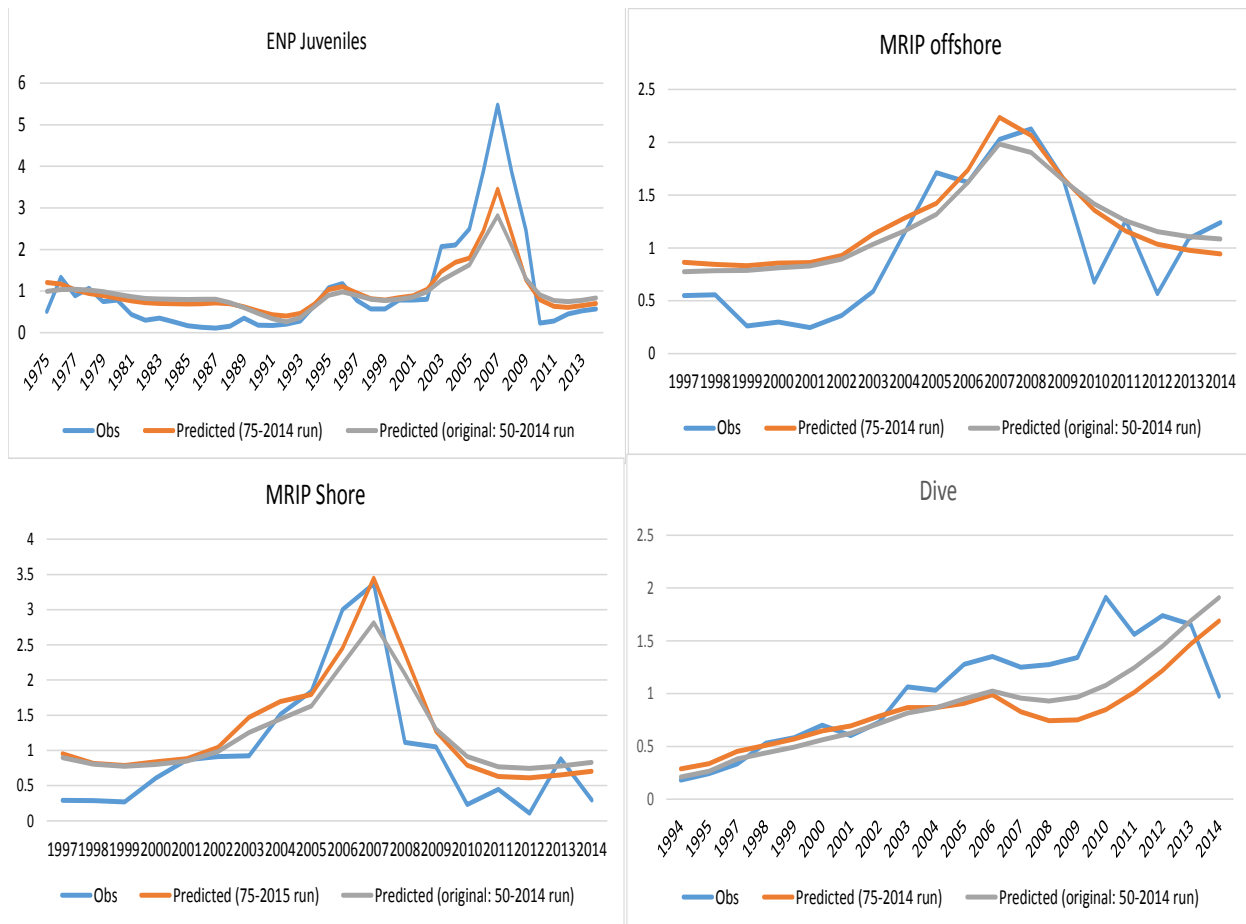 ENP Juveniles
6
5
4
3
2
1
0
1975 1977 1979 1981 1983 1985 1987 1989 1991 1993 1995 1997 1999 2001 2003 2005 2007 2009 2011 2013
Obs Predicted (75-2014 run) Predicted (original: 50-2014 run
MRIP offshore
2.5
2
1.5
1
0.5
0
1997 1998 1999 2000 2001 2002 2003 2004 2005 2006 2007 2008 2009 2010 2011 2012 2013 2014
Obs Predicted (75-2014 run) Predicted (original: 50-2014 run)
MRIP Shore
4
3.5
3
2.5
2
1.5
1
0.5
0
1997 1998 1999 2000 2001 2002 2003 2004 2005 2006 2007 2008 2009 2010 2011 2012 2013 2014
Obs Predicted (75-2015 run) Predicted (original: 50-2014 run)
Dive
2.5
2
1.5
1
0.5
0
1994 1995 1997 1998 1999 2000 2001 2002 2003 2004 2005 2006 2007 2008 2009 2010 2011 2012 2013 2014
Obs Predicted (75-2014 run) Predicted (original: 50-2014 run)